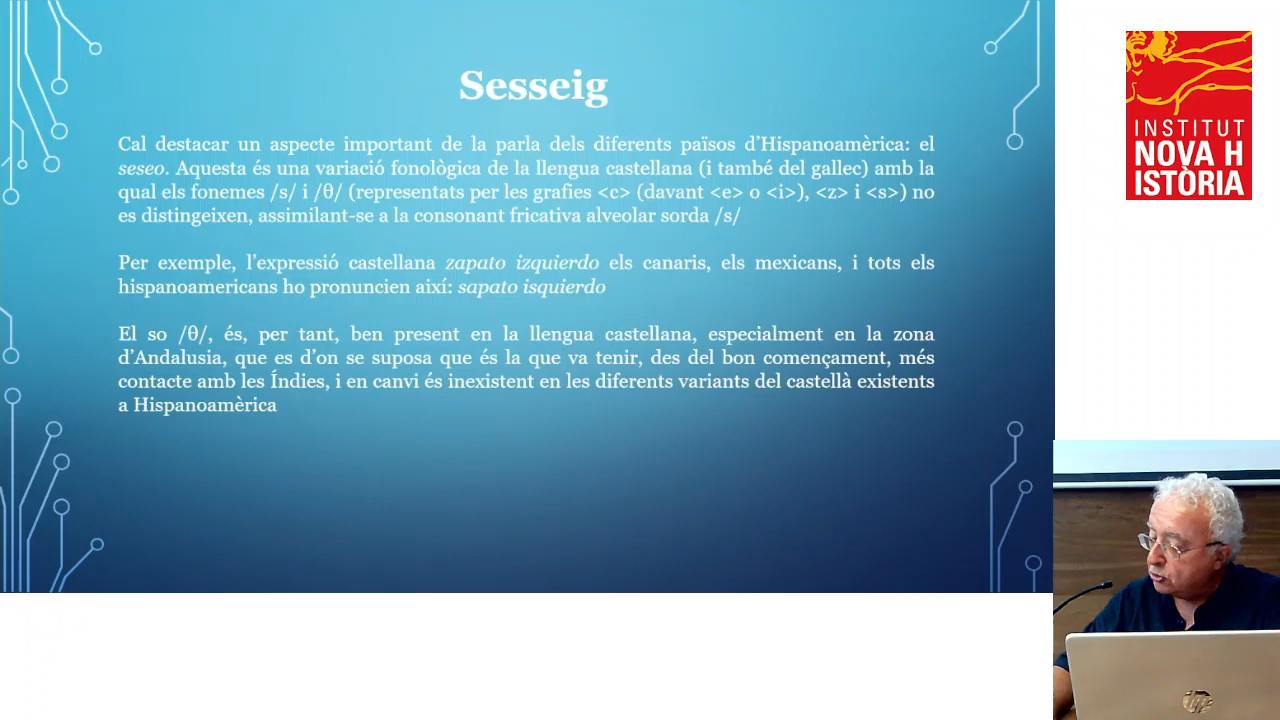 Sesseig
Cal destacar un aspecte important de la parla dels diferents països d'Hispanoamèrica: el
seseo. Aquesta és una variació fonològica de la llengua castellana (i també del gallec) amb la
qual els fonemes /s/ i /θ/ (representats per les grafies <c> (davant <e> o <i>), <z> i <s>) no
es distingeixen, assimilant-se a la consonant fricativa alveolar sorda /s/
Per exemple, l'expressió castellana zapato izquierdo els canaris, els mexicans, i tots els
hispanoamericans ho pronuncien així: sapato isquierdo
El so /θ/, és, per tant, ben present en la llengua castellana, especialment en la zona
d'Andalusia, que es d'on se suposa que és la que va tenir, des del bon començament, més
contacte amb les Índies, i en canvi és inexistent en les diferents variants del castellà existents
a Hispanoamèrica
INSTITUT
NOVA H
ISTÒRIA
hp